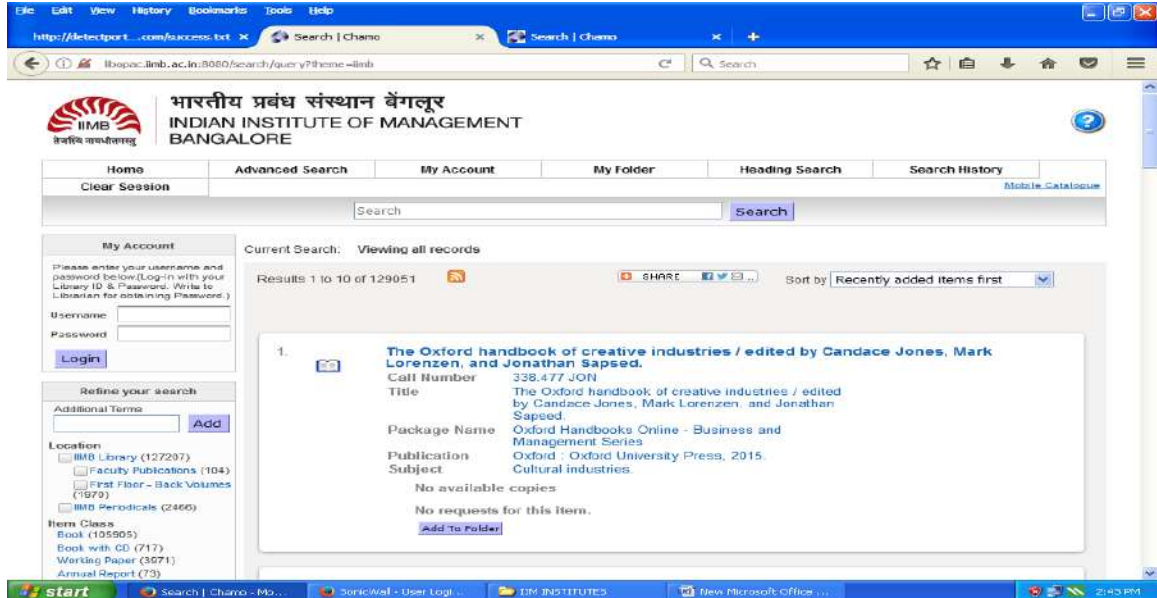 File Edit View History Bookmarks Tools Help
http://detectport...com/success.txt × Search | Chamo × Search | Chamo × +
libopac.iimb.ac.in:8080/search/query?theme=iimb Search
भारतीय प्रबंध संस्थान बेंगलूर
IIMB
INDIAN INSTITUTE OF MANAGEMENT
BANGALORE
Home Advanced Search My Account My Folder Heading Search Search History
Clear Session Mobile Catalogue
Search Search
My Account
Please enter your username and
password below.(Log-in with your
Library ID & Password. Write to
Librarian for obtaining Password.)
Username
Password
Login
Refine your search
Additional Terms
Add
Location
IIMB Library (127207)
Faculty Publications (104)
First Floor - Back Volumes
(1979)
IIMB Periodicals (2466)
Item Class
Book (105905)
Book with CD (717)
Working Paper (3971)
Annual Report (73)
Current Search: Viewing all records
Results 1 to 10 of 129051 SHARE Sort by Recently added items first
1. The Oxford handbook of creative industries / edited by Candace Jones, Mark
Lorenzen, and Jonathan Sapsed.
Call Number 338.477 JON
Title The Oxford handbook of creative industries / edited
by Candace Jones, Mark Lorenzen, and Jonathan
Sapsed.
Package Name Oxford Handbooks Online - Business and
Management Series
Publication Oxford : Oxford University Press, 2015.
Subject Cultural industries.
No available copies
No requests for this item.
Add To Folder
start Search | Chamo - Mo... SonicWall - User Logi... IIM INSTITUTES New Microsoft Office ... 2:43 PM